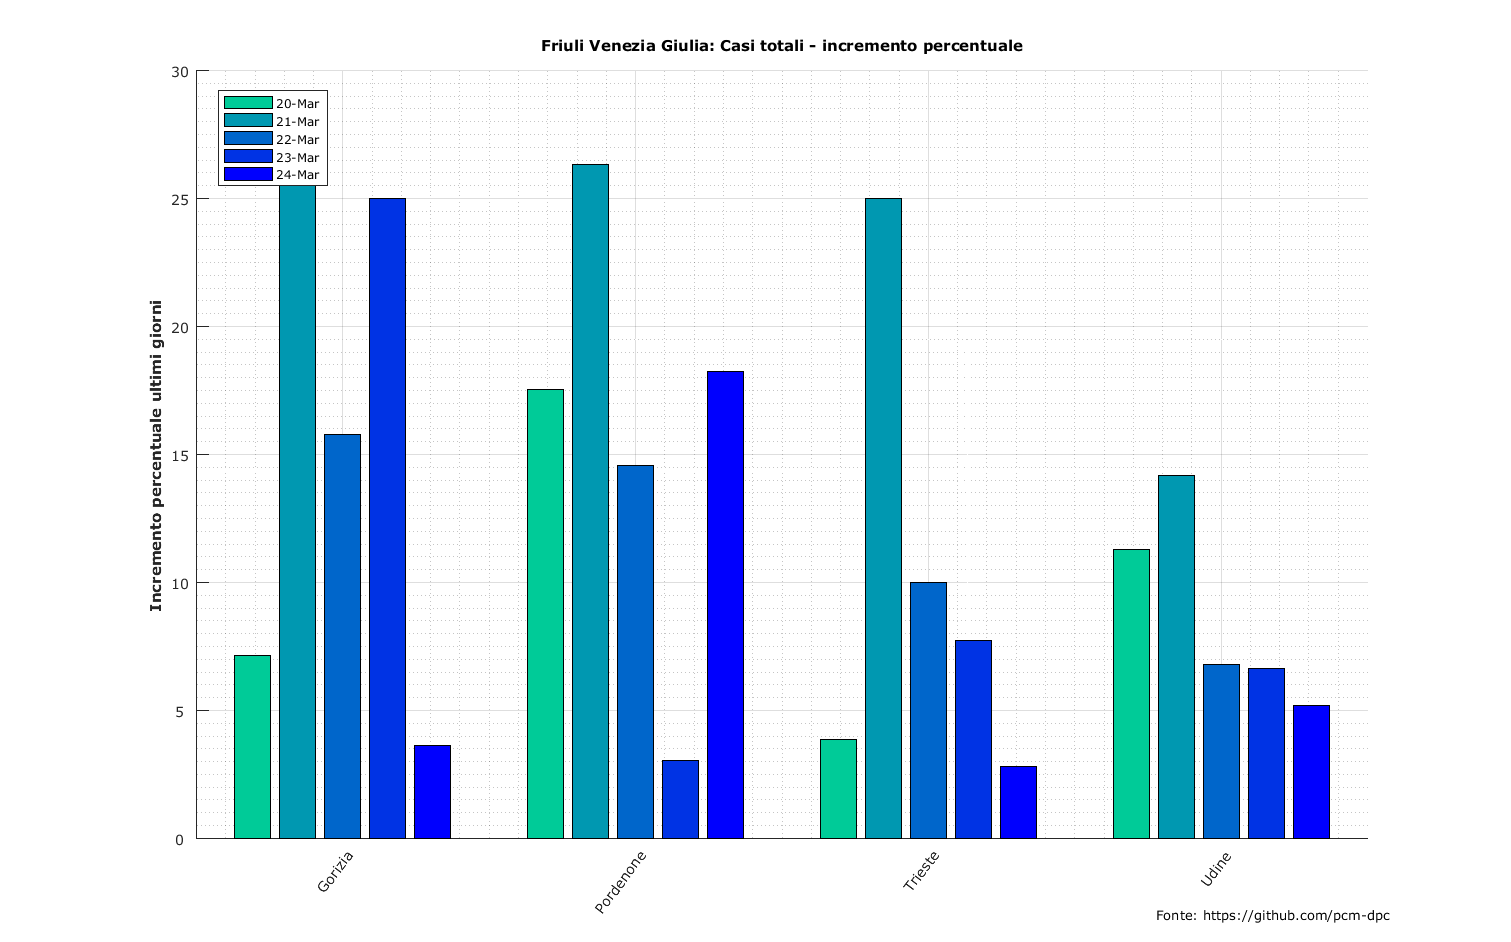 Friuli Venezia Giulia: Casi totali - incremento percentuale
30
25
20
15
10
5
0
Incremento percentuale ultimi giorni
20-Mar
21-Mar
22-Mar
23-Mar
24-Mar
Gorizia
Pordenone
Trieste
Udine
Fonte: https://github.com/pcm-dpc